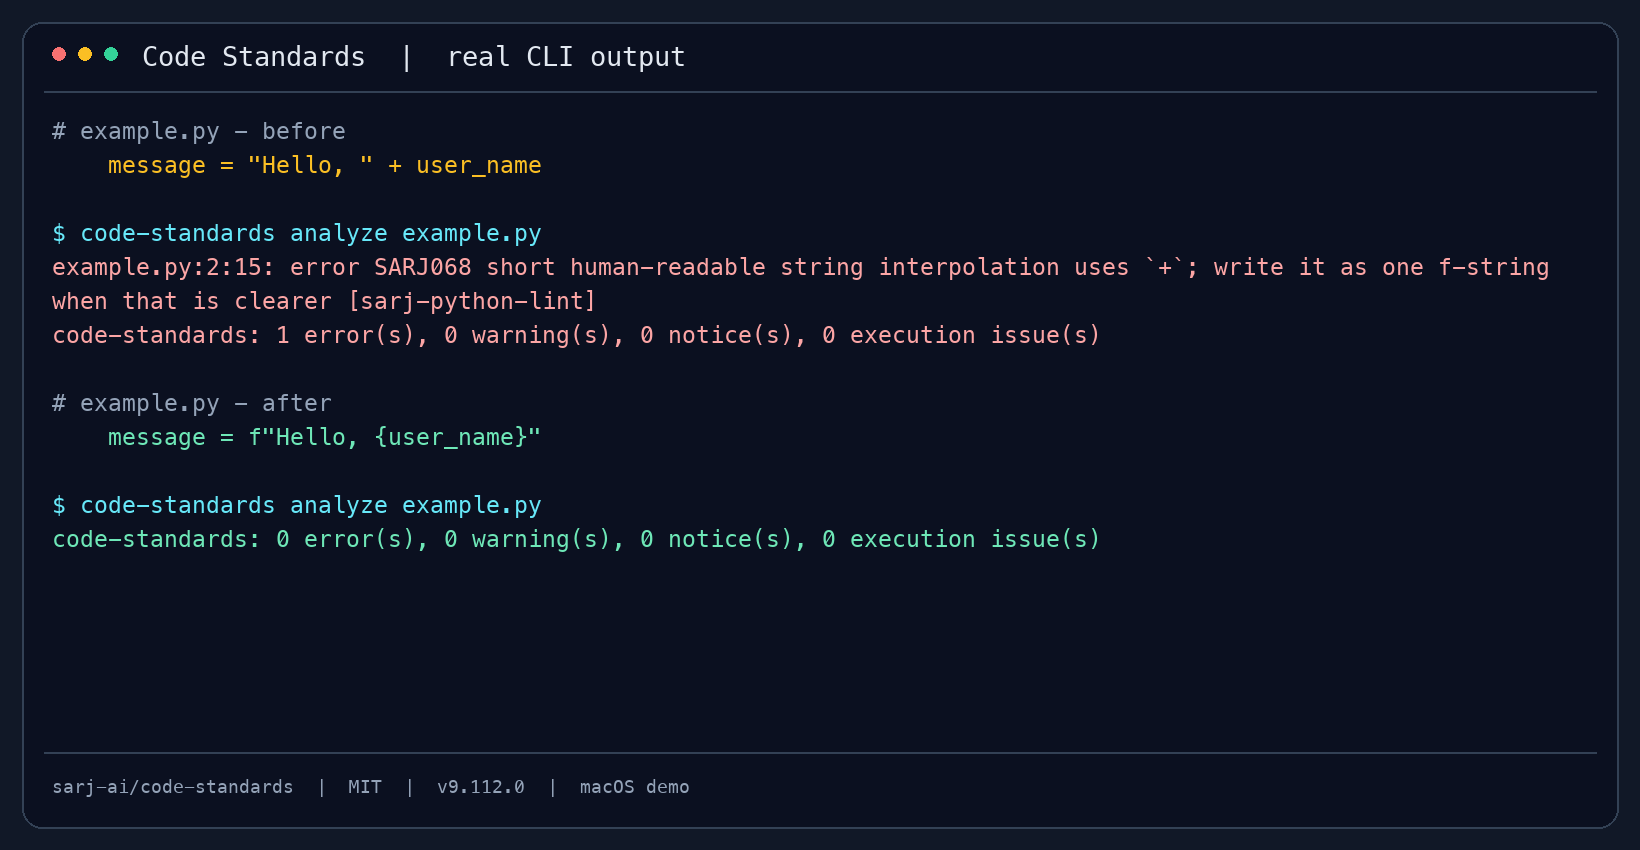 Code Standards | real CLI output
# example.py - before
message = "Hello, " + user_name
$ code-standards analyze example.py
example.py:2:15: error SARJ068 short human-readable string interpolation uses `+`; write it as one f-string
when that is clearer [sarj-python-lint]
code-standards: 1 error(s), 0 warning(s), 0 notice(s), 0 execution issue(s)
# example.py - after
message = f"Hello, {user_name}"
$ code-standards analyze example.py
code-standards: 0 error(s), 0 warning(s), 0 notice(s), 0 execution issue(s)
sarj-ai/code-standards | MIT | v9.112.0 | macOS demo